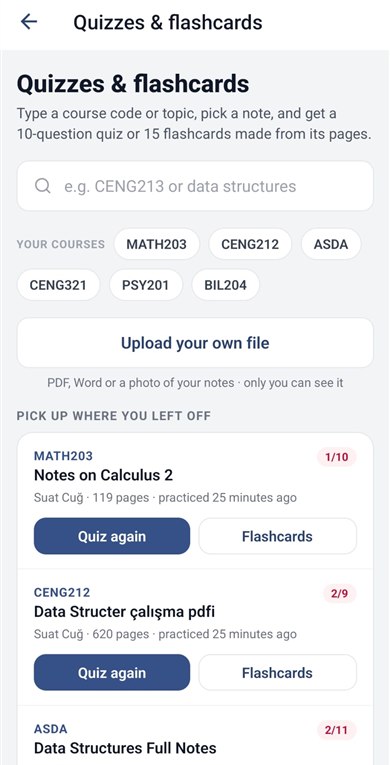 Quizzes & flashcards
Quizzes & flashcards
Type a course code or topic, pick a note, and get a
10-question quiz or 15 flashcards made from its pages.
e.g. CENG213 or data structures
YOUR COURSES MATH203 CENG212 ASDA
CENG321 PSY201 BIL204
Upload your own file
PDF, Word or a photo of your notes · only you can see it
PICK UP WHERE YOU LEFT OFF
MATH203 1/10
Notes on Calculus 2
Suat Cuğ · 119 pages · practiced 25 minutes ago
Quiz again Flashcards
CENG212 2/9
Data Structer çalışma pdfi
Suat Cuğ · 620 pages · practiced 25 minutes ago
Quiz again Flashcards
ASDA 2/11
Data Structures Full Notes